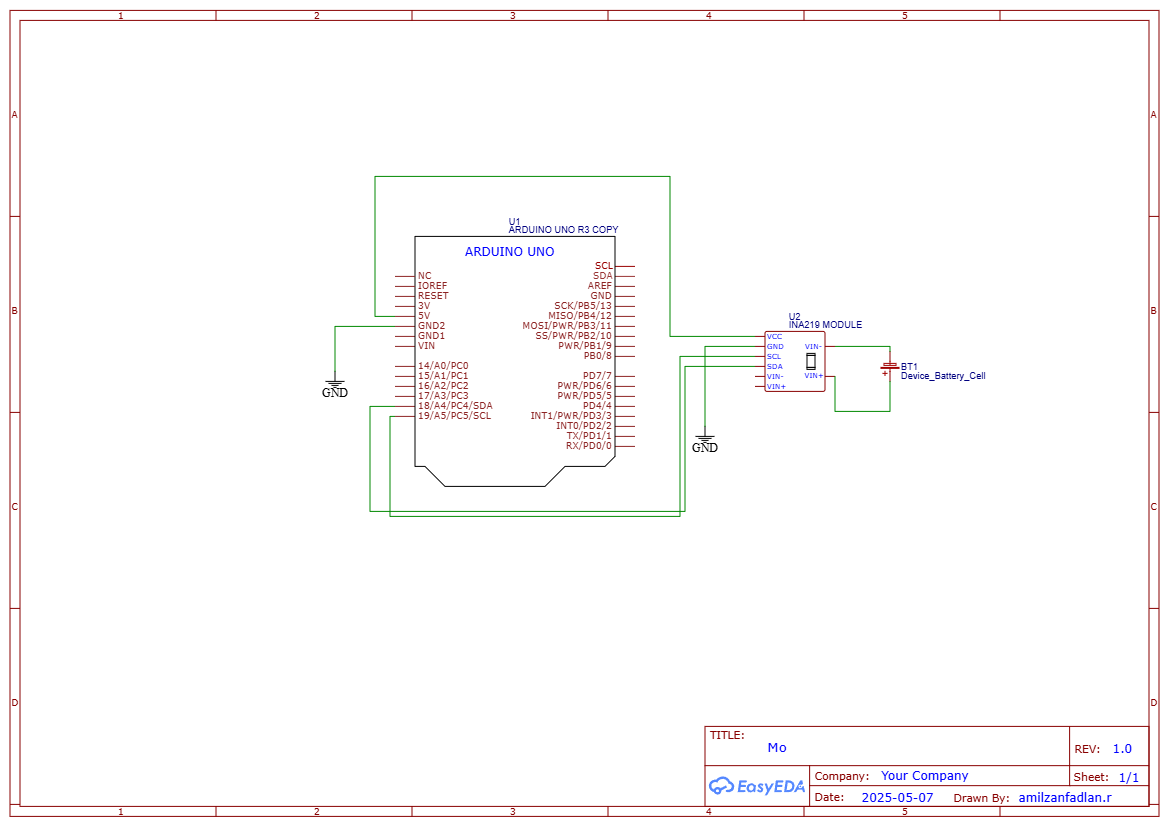 1 2 3 4 5
A A
B B
C C
D D
U1
ARDUINO UNO R3 COPY
ARDUINO UNO
NC
IOREF
RESET
3V
5V
GND2
GND1
VIN
14/A0/PC0
15/A1/PC1
16/A2/PC2
17/A3/PC3
18/A4/PC4/SDA
19/A5/PC5/SCL
SCL
SDA
AREF
GND
SCK/PB5/13
MISO/PB4/12
MOSI/PWR/PB3/11
SS/PWR/PB2/10
PWR/PB1/9
PB0/8
PD7/7
PWR/PD6/6
PWR/PD5/5
PD4/4
INT1/PWR/PD3/3
INT0/PD2/2
TX/PD1/1
RX/PD0/0
GND
GND
U2
INA219 MODULE
VCC
GND
SCL
SDA
VIN-
VIN+
VIN-
VIN+
BT1
+
Device_Battery_Cell
TITLE:
Mo
REV: 1.0
EasyEDA
Company: Your Company
Sheet: 1/1
Date: 2025-05-07 Drawn By: amilzanfadlan.r
1 2 3 4 5